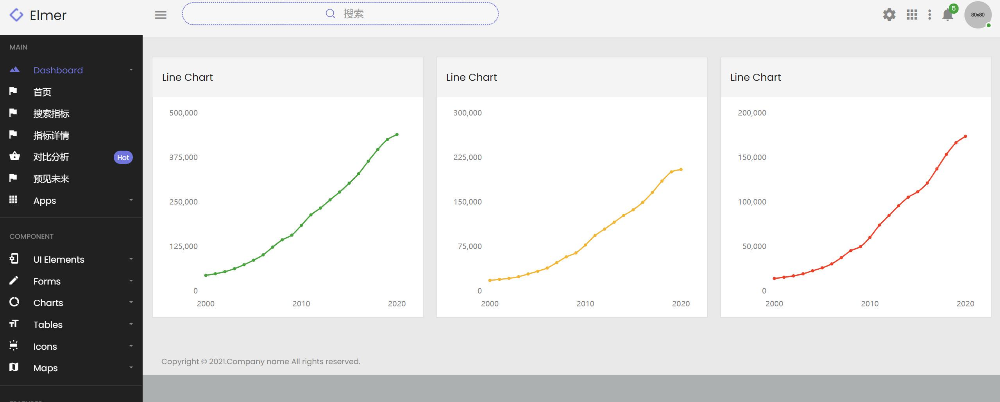 Elmer
搜索
5
80x80
MAIN
Dashboard
首页
搜索指标
指标详情
对比分析 Hot
预见未来
Apps
COMPONENT
UI Elements
Forms
Charts
Tables
Icons
Maps
Line Chart
500,000
375,000
250,000
125,000
0
2000 2010 2020
Line Chart
300,000
225,000
150,000
75,000
0
2000 2010 2020
Line Chart
200,000
150,000
100,000
50,000
0
2000 2010 2020
Copyright © 2021.Company name All rights reserved.